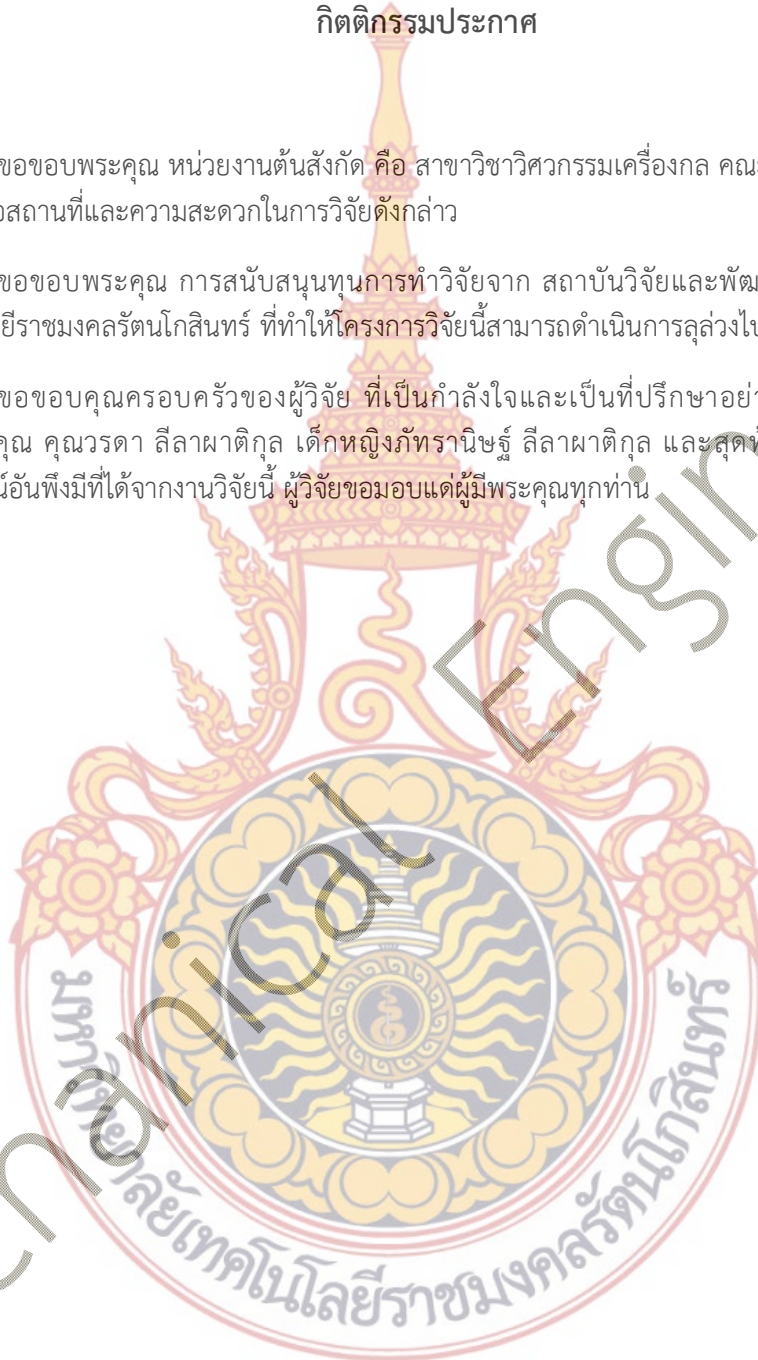 กิตติกรรมประกาศ
ขอขอบพระคุณ หน่วยงานต้นสังกัด คือ สาขาวิชาวิศวกรรมเครื่องกล คณะ
สถานที่และความสะดวกในการวิจัยดังกล่าว
ขอขอบพระคุณ การสนับสนุนทุนการทำวิจัยจาก สถาบันวิจัยและพัฒ
ยีราชมงคลรัตนโกสินทร์ ที่ทำให้โครงการวิจัยนี้สามารถดำเนินการลุล่วงไป
ขอขอบคุณครอบครัวของผู้วิจัย ที่เป็นกำลังใจและเป็นที่ปรึกษาอย่า
คุณ คุณวรดา ลีลาผาติกุล เด็กหญิงภัทรานิษฐ์ ลีลาผาติกุล และสุดท้
น์อันพึงมีที่ได้จากงานวิจัยนี้ ผู้วิจัยขอมอบแด่ผู้มีพระคุณทุกท่าน
มหาวิทยาลัยเทคโนโลยีราชมงคลรัตนโกสินทร์